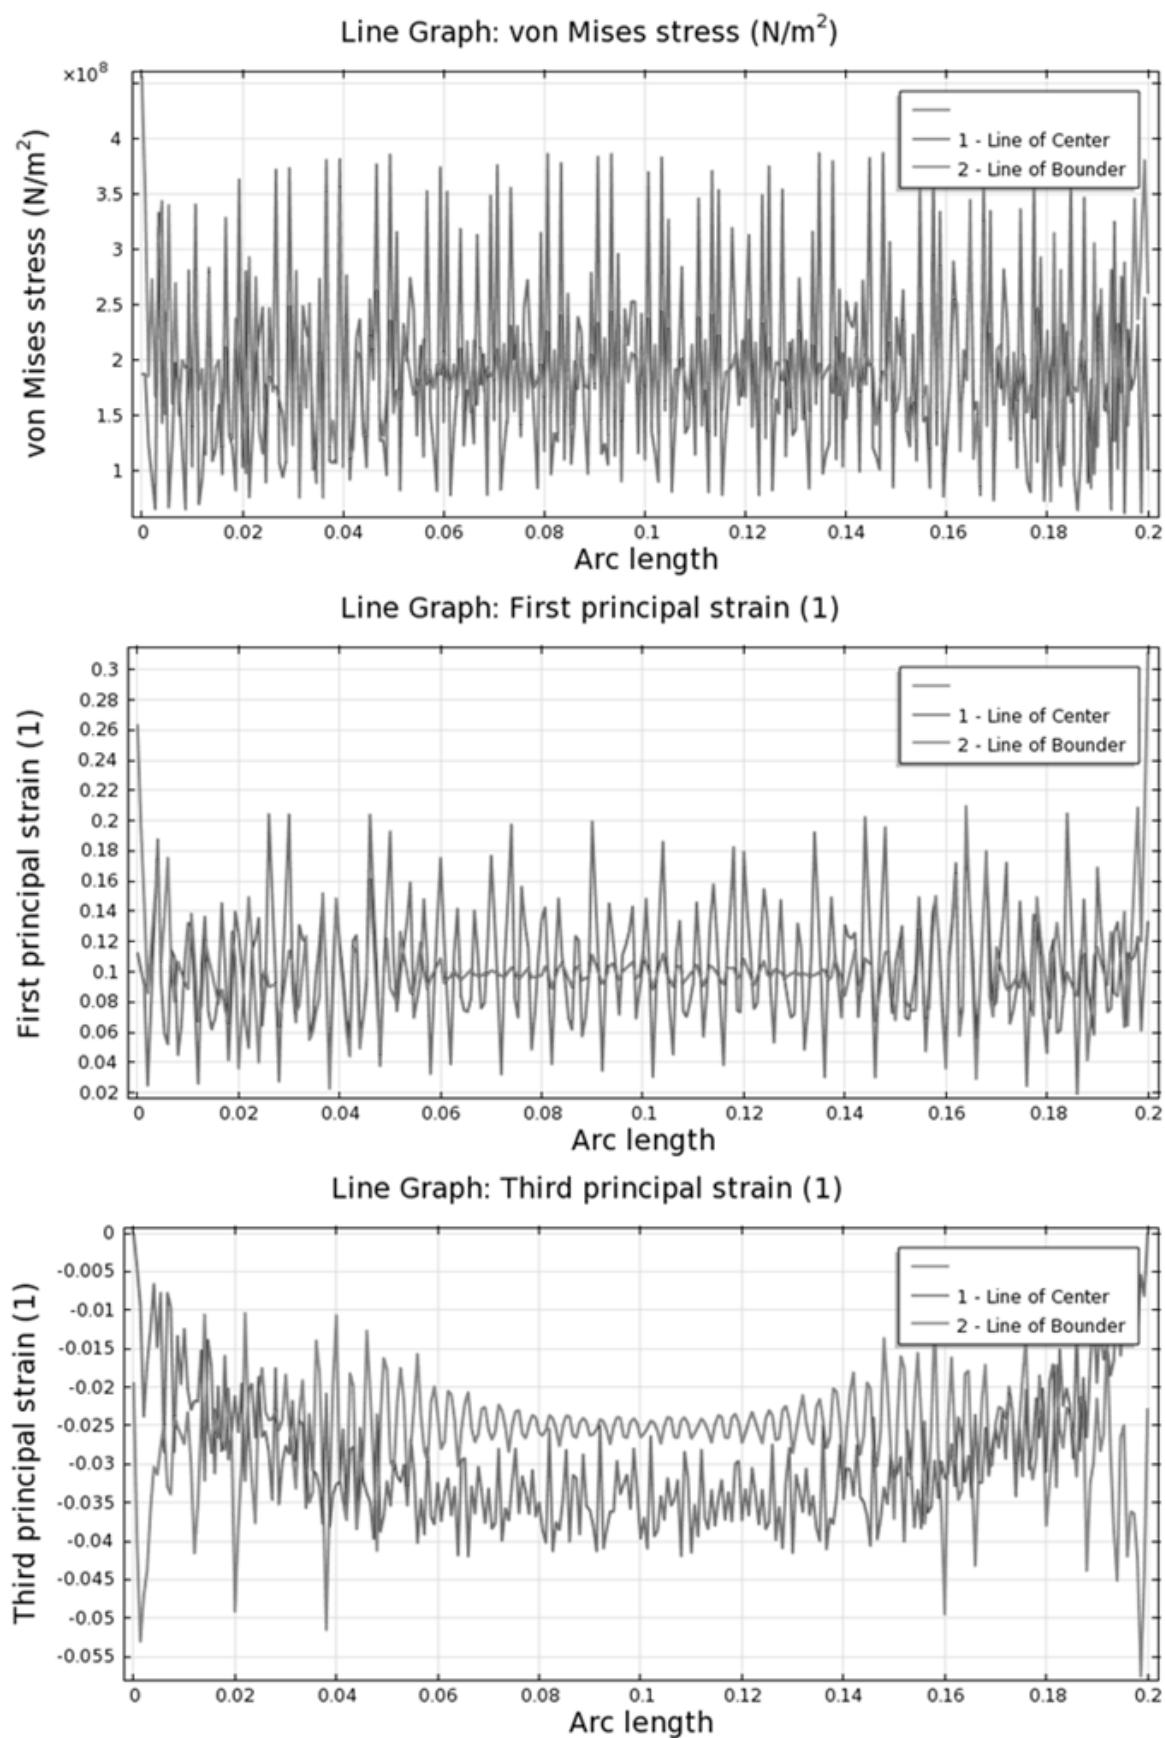 Line Graph: von Mises stress (N/m²)
×10⁸
von Mises stress (N/m²)
4
3.5
3
2.5
2
1.5
1
1 - Line of Center
2 - Line of Bounder
0 0.02 0.04 0.06 0.08 0.1 0.12 0.14 0.16 0.18 0.2
Arc length
Line Graph: First principal strain (1)
First principal strain (1)
0.3
0.28
0.26
0.24
0.22
0.2
0.18
0.16
0.14
0.12
0.1
0.08
0.06
0.04
0.02
1 - Line of Center
2 - Line of Bounder
0 0.02 0.04 0.06 0.08 0.1 0.12 0.14 0.16 0.18 0.2
Arc length
Line Graph: Third principal strain (1)
Third principal strain (1)
0
-0.005
-0.01
-0.015
-0.02
-0.025
-0.03
-0.035
-0.04
-0.045
-0.05
-0.055
1 - Line of Center
2 - Line of Bounder
0 0.02 0.04 0.06 0.08 0.1 0.12 0.14 0.16 0.18 0.2
Arc length